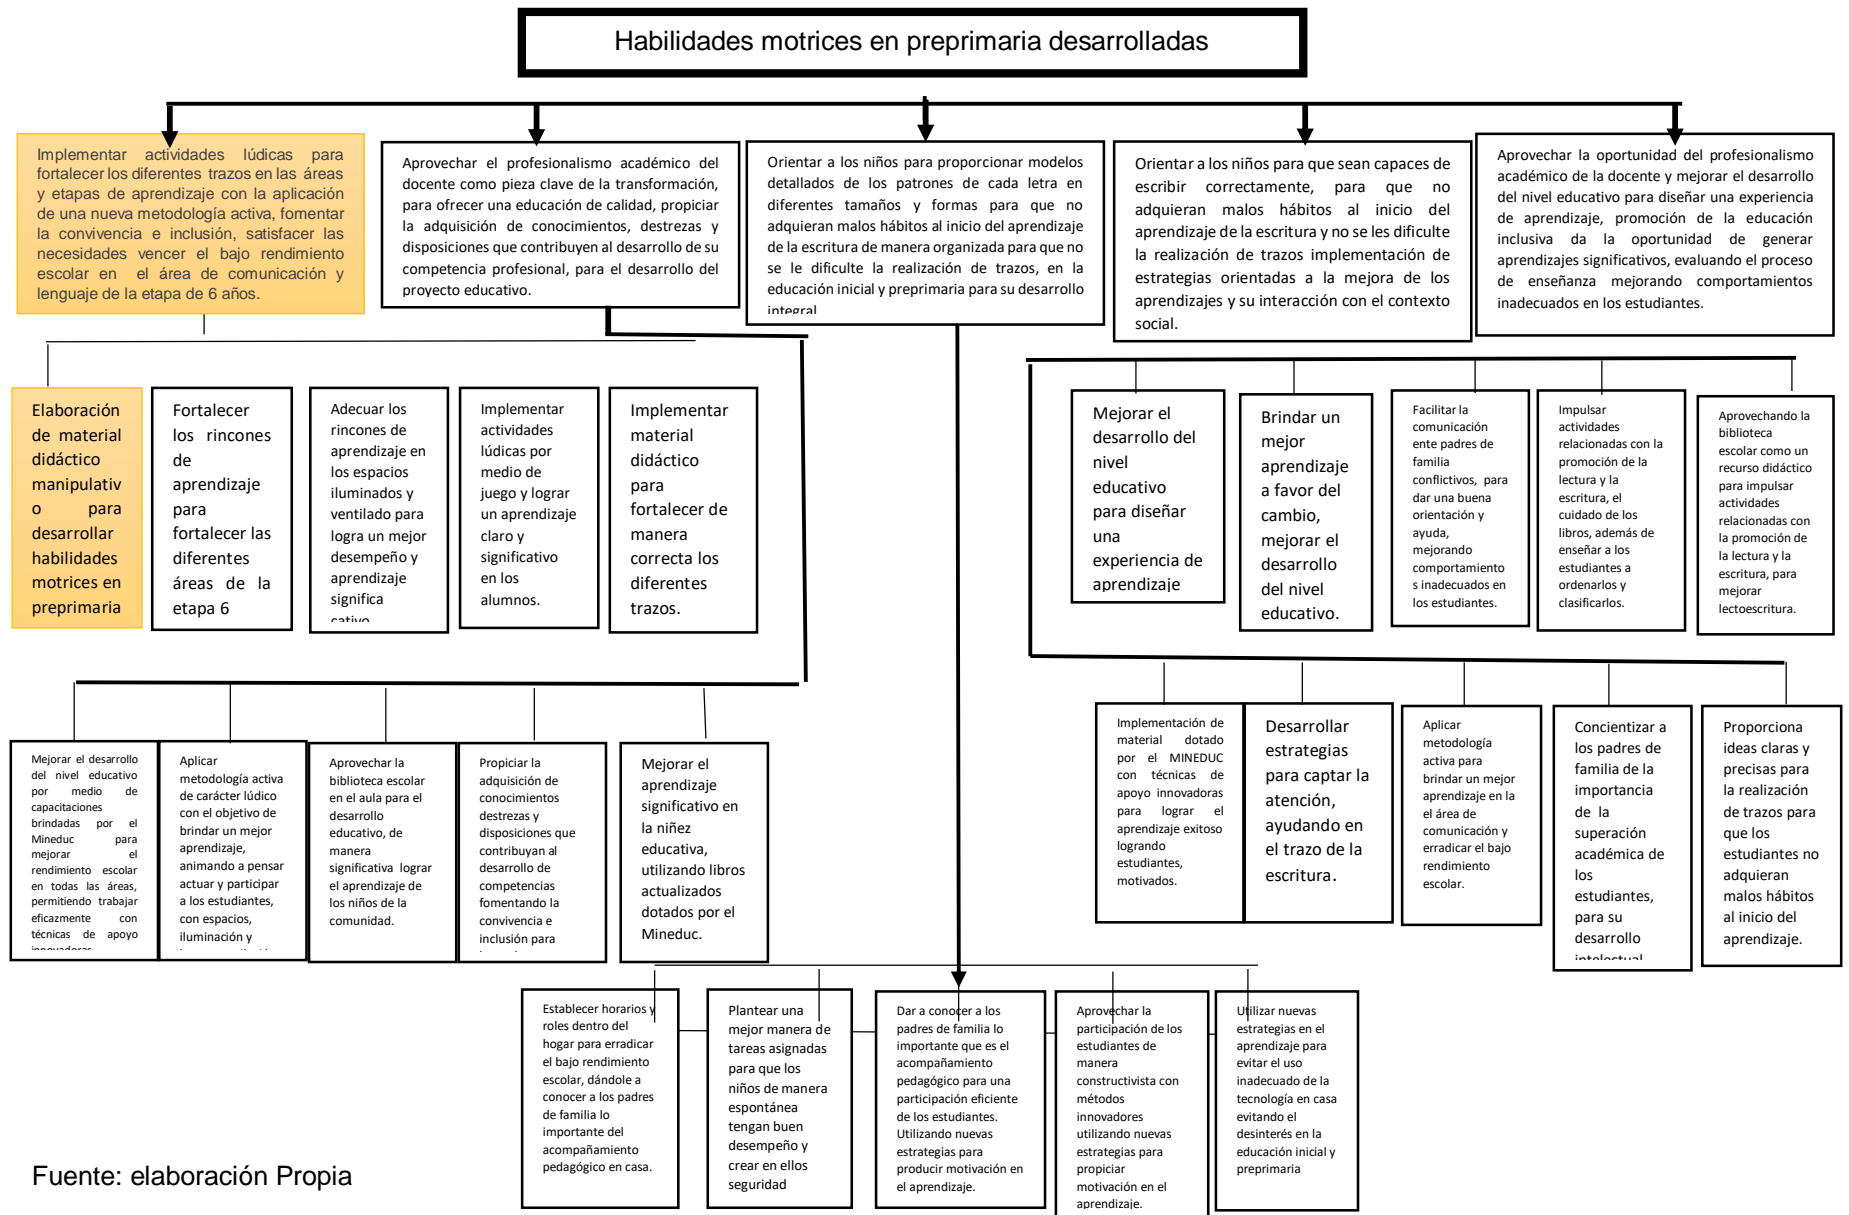 Habilidades motrices en preprimaria desarrolladas
Implementar actividades lúdicas para
fortalecer los diferentes trazos en las áreas
y etapas de aprendizaje con la aplicación
de una nueva metodología activa, fomentar
la convivencia e inclusión, satisfacer las
necesidades vencer el bajo rendimiento
escolar en el área de comunicación y
lenguaje de la etapa de 6 años.
Aprovechar el profesionalismo académico del
docente como pieza clave de la transformación,
para ofrecer una educación de calidad, propiciar
la adquisición de conocimientos, destrezas y
disposiciones que contribuyen al desarrollo de su
competencia profesional, para el desarrollo del
proyecto educativo.
Orientar a los niños para proporcionar modelos
detallados de los patrones de cada letra en
diferentes tamaños y formas para que no
adquieran malos hábitos al inicio del aprendizaje
de la escritura de manera organizada para que no
se le dificulte la realización de trazos, en la
educación inicial y preprimaria para su desarrollo
integral
Orientar a los niños para que sean capaces de
escribir correctamente, para que no
adquieran malos hábitos al inicio del
aprendizaje de la escritura y no se les dificulte
la realización de trazos implementación de
estrategias orientadas a la mejora de los
aprendizajes y su interacción con el contexto
social.
Aprovechar la oportunidad del profesionalismo
académico de la docente y mejorar el desarrollo
del nivel educativo para diseñar una experiencia
de aprendizaje, promoción de la educación
inclusiva da la oportunidad de generar
aprendizajes significativos, evaluando el proceso
de enseñanza mejorando comportamientos
inadecuados en los estudiantes.
Elaboración
de material
didáctico
manipulativ
o para
desarrollar
habilidades
motrices en
preprimaria
Fortalecer
los rincones
de
aprendizaje
para
fortalecer las
diferentes
áreas de la
etapa 6
Adecuar los
rincones de
aprendizaje en
los espacios
iluminados y
ventilado para
logra un mejor
desempeño y
aprendizaje
significa
cativo
Implementar
actividades
lúdicas por
medio de
juego y lograr
un aprendizaje
claro y
significativo
en los
alumnos.
Implementar
material
didáctico
para
fortalecer de
manera
correcta los
diferentes
trazos.
Mejorar el
desarrollo del
nivel
educativo
para diseñar
una
experiencia de
aprendizaje
Brindar un
mejor
aprendizaje
a favor del
cambio,
mejorar el
desarrollo
del nivel
educativo.
Facilitar la
comunicación
ente padres de
familia
conflictivos, para
dar una buena
orientación y
ayuda,
mejorando
comportamiento
s inadecuados en
los estudiantes.
Impulsar
actividades
relacionadas con la
promoción de la
lectura y la
escritura, el
cuidado de los
libros, además de
enseñar a los
estudiantes a
ordenarlos y
clasificarlos.
Aprovechando la
biblioteca
escolar como un
recurso didáctico
para impulsar
actividades
relacionadas con
la promoción de
la lectura y la
escritura, para
mejorar
lectoescritura.
Mejorar el desarrollo
del nivel educativo
por medio de
capacitaciones
brindadas por el
Mineduc para
mejorar el
rendimiento escolar
en todas las áreas,
permitiendo trabajar
eficazmente con
técnicas de apoyo
innovadoras
Aplicar
metodología activa
de carácter lúdico
con el objetivo de
brindar un mejor
aprendizaje,
animando a pensar
actuar y participar
a los estudiantes,
con espacios,
iluminación y
Aprovechar la
biblioteca escolar
en el aula para el
desarrollo
educativo, de
manera
significativa lograr
el aprendizaje de
los niños de la
comunidad.
Propiciar la
adquisición de
conocimientos
destrezas y
disposiciones que
contribuyan al
desarrollo de
competencias
fomentando la
convivencia e
inclusión para
Mejorar el
aprendizaje
significativo en
la niñez
educativa,
utilizando libros
actualizados
dotados por el
Mineduc.
Implementación de
material dotado
por el MINEDUC
con técnicas de
apoyo innovadoras
para lograr el
aprendizaje exitoso
logrando
estudiantes,
motivados.
Desarrollar
estrategias
para captar la
atención,
ayudando en
el trazo de la
escritura.
Aplicar
metodología
activa para
brindar un mejor
aprendizaje en la
el área de
comunicación y
erradicar el bajo
rendimiento
escolar.
Concientizar a
los padres de
familia de la
importancia
de la
superación
académica de
los
estudiantes,
para su
desarrollo
intelectual
Proporciona
ideas claras y
precisas para
la realización
de trazos para
que los
estudiantes no
adquieran
malos hábitos
al inicio del
aprendizaje.
Establecer horarios y
roles dentro del
hogar para erradicar
el bajo rendimiento
escolar, dándole a
conocer a los padres
de familia lo
importante del
acompañamiento
pedagógico en casa.
Plantear una
mejor manera de
tareas asignadas
para que los
niños de manera
espontánea
tengan buen
desempeño y
crear en ellos
seguridad
Dar a conocer a los
padres de familia lo
importante que es el
acompañamiento
pedagógico para una
participación eficiente
de los estudiantes.
Utilizando nuevas
estrategias para
producir motivación en
el aprendizaje.
Aprovechar la
participación de los
estudiantes de
manera
constructivista con
métodos
innovadores
utilizando nuevas
estrategias para
propiciar
motivación en el
aprendizaje.
Utilizar nuevas
estrategias en el
aprendizaje para
evitar el uso
inadecuado de la
tecnología en casa
evitando el
desinterés en la
educación inicial y
preprimaria
Fuente: elaboración Propia